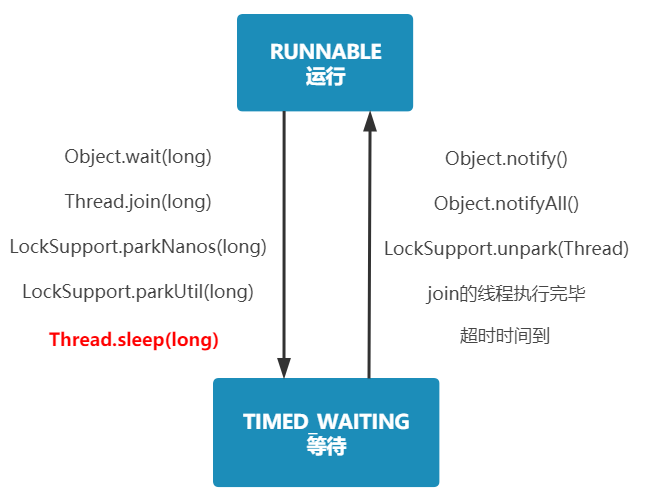 RUNNABLE
运行
Object.wait(long)
Thread.join(long)
LockSupport.parkNanos(long)
LockSupport.parkUtil(long)
Thread.sleep(long)
Object.notify()
Object.notifyAll()
LockSupport.unpark(Thread)
join的线程执行完毕
超时时间到
TIMED_WAITING
等待